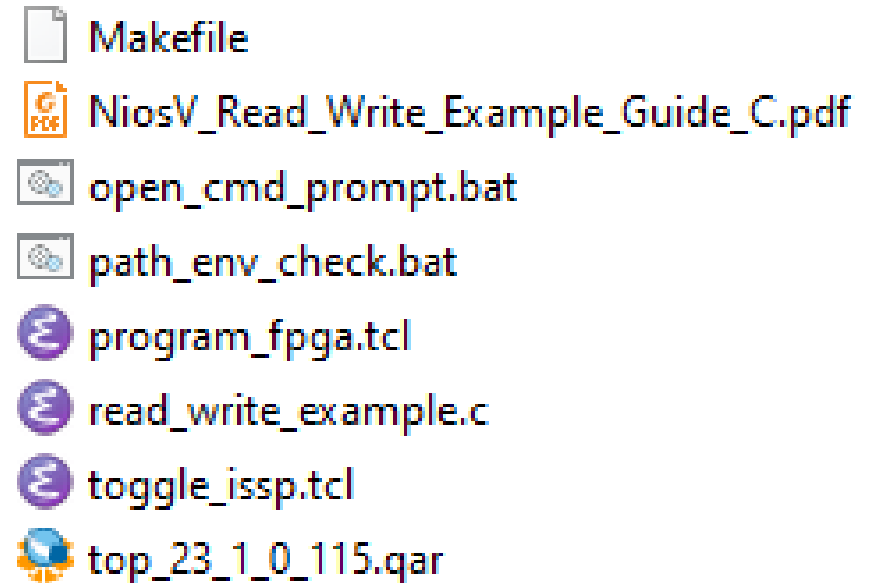 Makefile
NiosV_Read_Write_Example_Guide_C.pdf
open_cmd_prompt.bat
path_env_check.bat
program_fpga.tcl
read_write_example.c
toggle_issp.tcl
top_23_1_0_115.qar